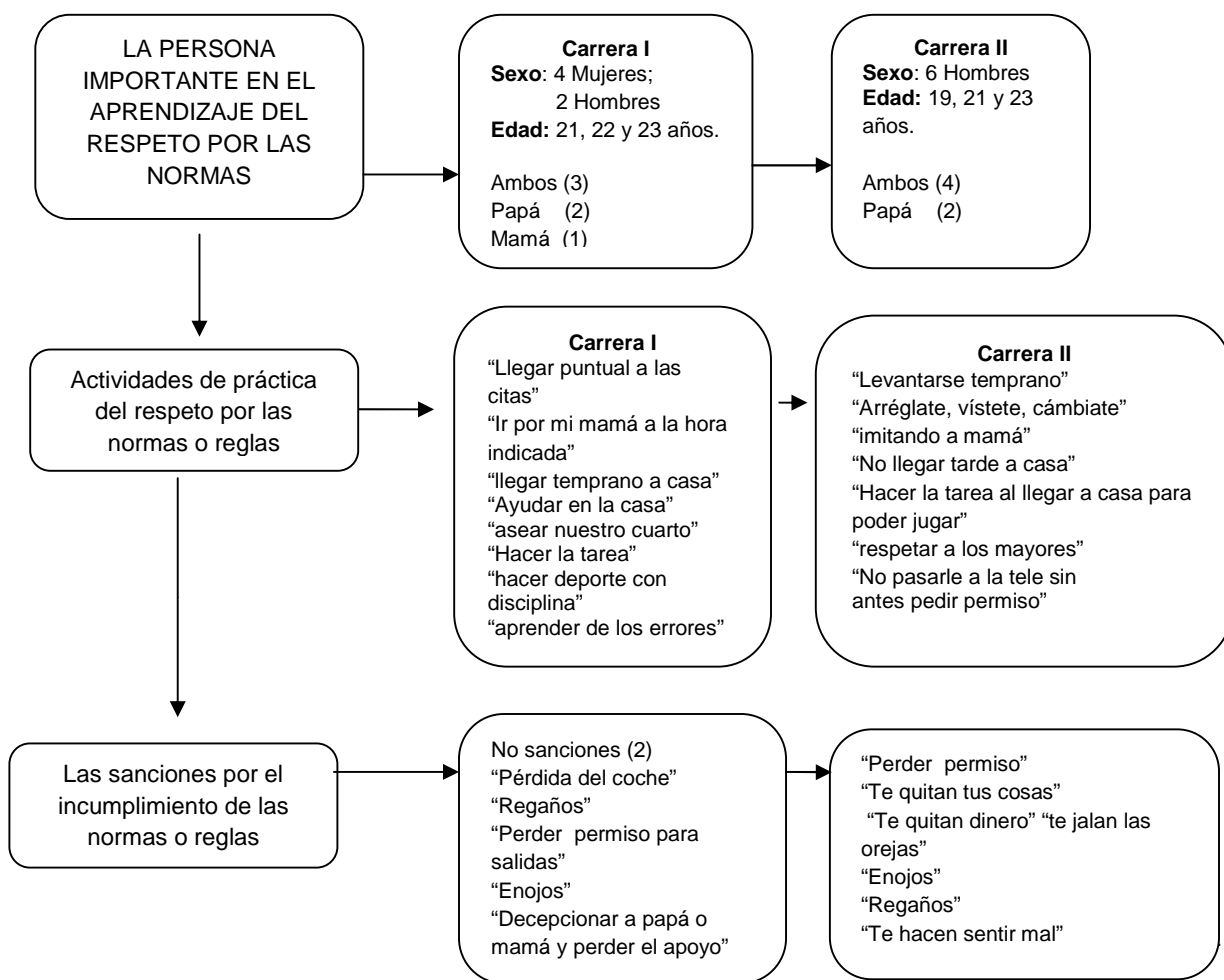 LA PERSONA
IMPORTANTE EN EL
APRENDIZAJE DEL
RESPETO POR LAS
NORMAS
Carrera I
Sexo: 4 Mujeres;
2 Hombres
Edad: 21, 22 y 23 años.
Ambos (3)
Papá (2)
Mamá (1)
Carrera II
Sexo: 6 Hombres
Edad: 19, 21 y 23
años.
Ambos (4)
Papá (2)
Actividades de práctica
del respeto por las
normas o reglas
Carrera I
“Llegar puntual a las
citas”
“Ir por mi mamá a la hora
indicada”
“llegar temprano a casa”
“Ayudar en la casa”
“asear nuestro cuarto”
“Hacer la tarea”
“hacer deporte con
disciplina”
“aprender de los errores”
Carrera II
“Levantarse temprano”
“Arréglate, vístete, cámbiate”
“imitando a mamá”
“No llegar tarde a casa”
“Hacer la tarea al llegar a casa para
poder jugar”
“respetar a los mayores”
“No pasarle a la tele sin
antes pedir permiso”
Las sanciones por el
incumplimiento de las
normas o reglas
No sanciones (2)
“Pérdida del coche”
“Regaños”
“Perder permiso para
salidas”
“Enojos”
“Decepcionar a papá o
mamá y perder el apoyo”
“Perder permiso”
“Te quitan tus cosas”
“Te quitan dinero” “te jalan las
orejas”
“Enojos”
“Regaños”
“Te hacen sentir mal”